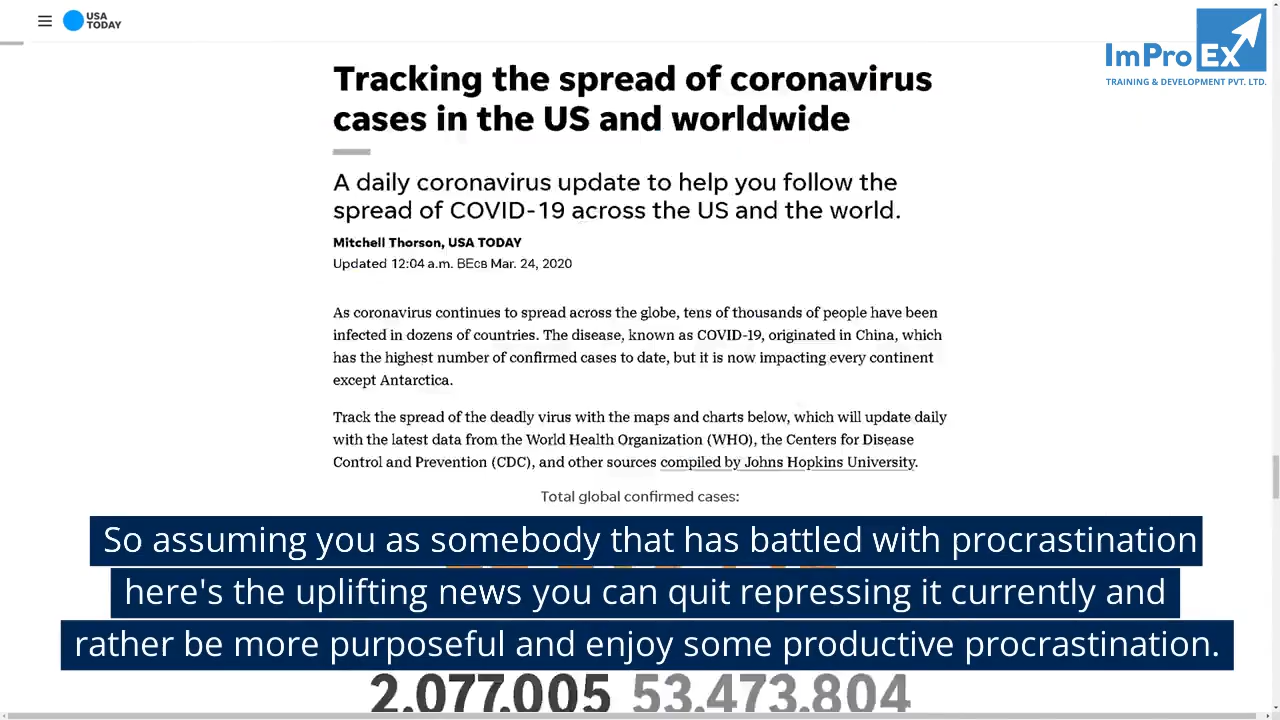 USA
TODAY
ImProEx
TRAINING & DEVELOPMENT PVT. LTD.
Tracking the spread of coronavirus
cases in the US and worldwide
A daily coronavirus update to help you follow the
spread of COVID-19 across the US and the world.
Mitchell Thorson, USA TODAY
Updated 12:04 a.m. BEсв Mar. 24, 2020
As coronavirus continues to spread across the globe, tens of thousands of people have been
infected in dozens of countries. The disease, known as COVID-19, originated in China, which
has the highest number of confirmed cases to date, but it is now impacting every continent
except Antarctica.
Track the spread of the deadly virus with the maps and charts below, which will update daily
with the latest data from the World Health Organization (WHO), the Centers for Disease
Control and Prevention (CDC), and other sources compiled by Johns Hopkins University.
Total global confirmed cases:
So assuming you as somebody that has battled with procrastination
here's the uplifting news you can quit repressing it currently and
rather be more purposeful and enjoy some productive procrastination.
2,077,005 53,473,804